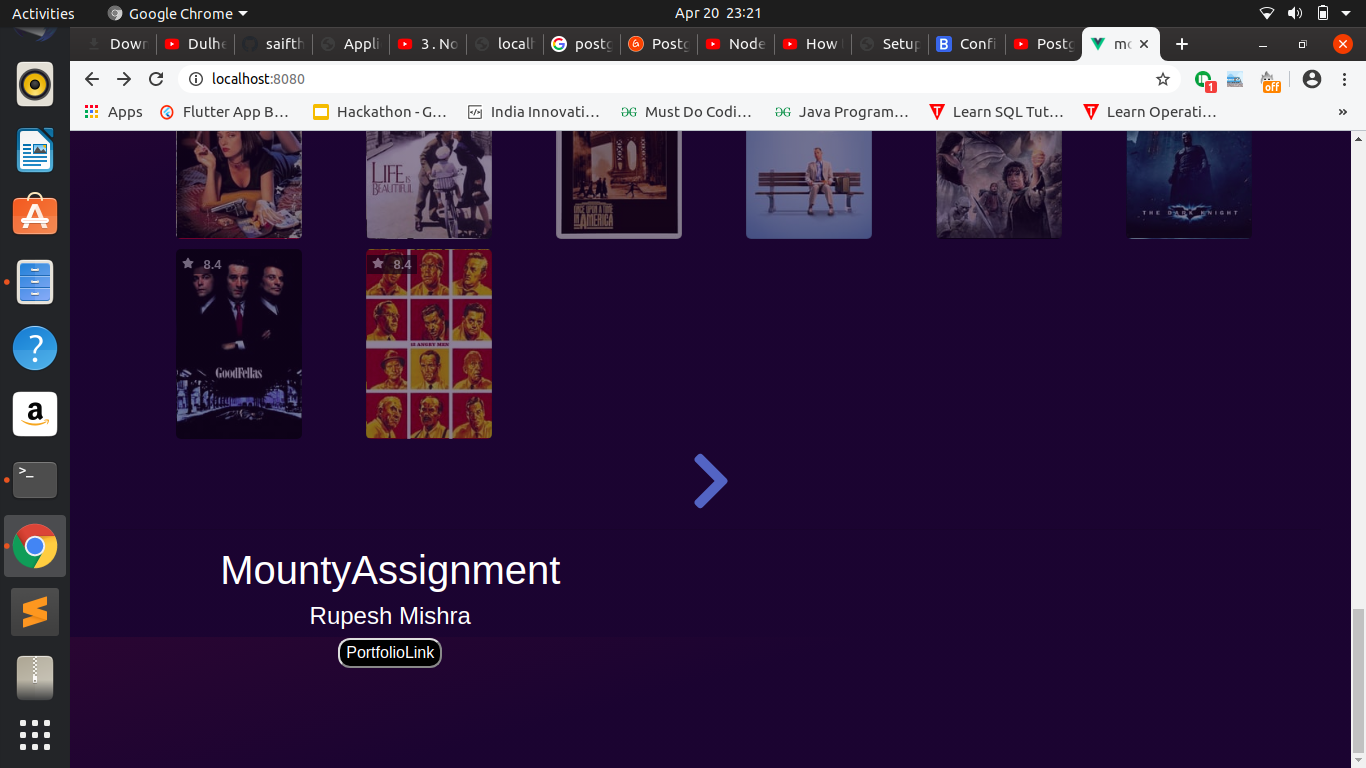 Activities Google Chrome Apr 20 23:21
Down Dulhe saifth Appli 3 . No localh postg Postg Node How Setup Confi Postg mo
localhost:8080
Apps Flutter App B... Hackathon - G... India Innovati... Must Do Codi... Java Program... Learn SQL Tut... Learn Operati... »
1
off
LIFE IS BEAUTIFUL
ONCE UPON A TIME IN AMERICA
THE DARK KNIGHT
8.4
8.4
GoodFellas
12 ANGRY MEN
MountyAssignment
Rupesh Mishra
PortfolioLink